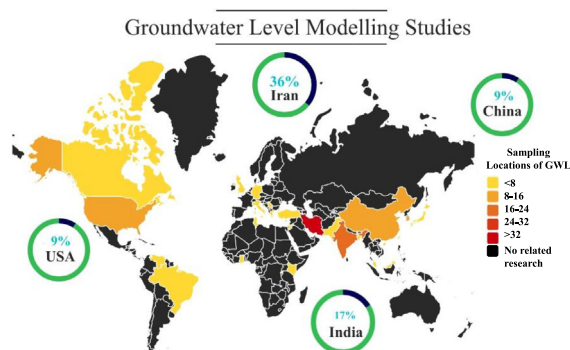 Groundwater Level Modelling Studies
36%
Iran
9%
China
Sampling
Locations of GWL
<8
8-16
16-24
24-32
>32
No related
research
9%
USA
17%
India